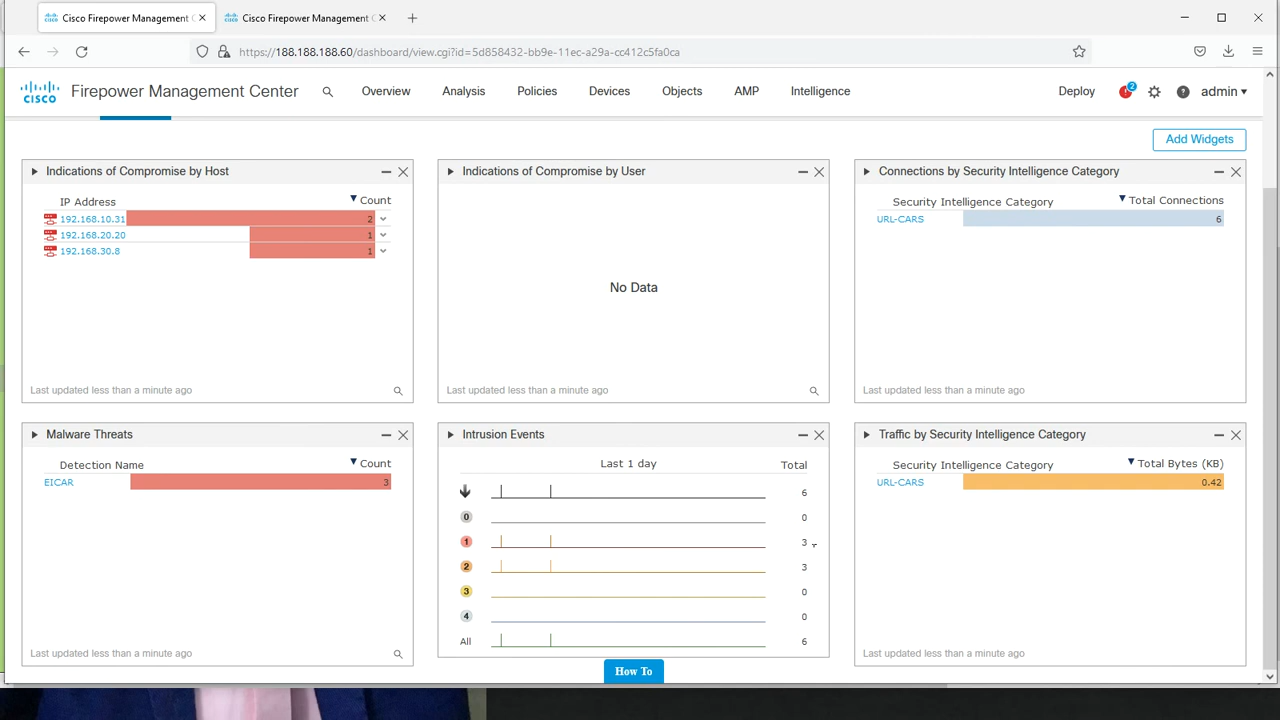 Cisco Firepower Management C
Cisco Firepower Management C
https://188.188.188.60/dashboard/view.cgi?id=5d858432-bb9e-11ec-a29a-cc412c5fa0ca
CISCO
Firepower Management Center
Overview
Analysis
Policies
Devices
Objects
AMP
Intelligence
Deploy
2
admin
Add Widgets
Indications of Compromise by Host
IP Address Count
192.168.10.31 2
192.168.20.20 1
192.168.30.8 1
Last updated less than a minute ago
Indications of Compromise by User
No Data
Last updated less than a minute ago
Connections by Security Intelligence Category
Security Intelligence Category Total Connections
URL-CARS 6
Last updated less than a minute ago
Malware Threats
Detection Name Count
EICAR 3
Last updated less than a minute ago
Intrusion Events
Last 1 day Total
6
0 0
1 3
2 3
3 0
4 0
All 6
Traffic by Security Intelligence Category
Security Intelligence Category Total Bytes (KB)
URL-CARS 0.42
Last updated less than a minute ago
How To